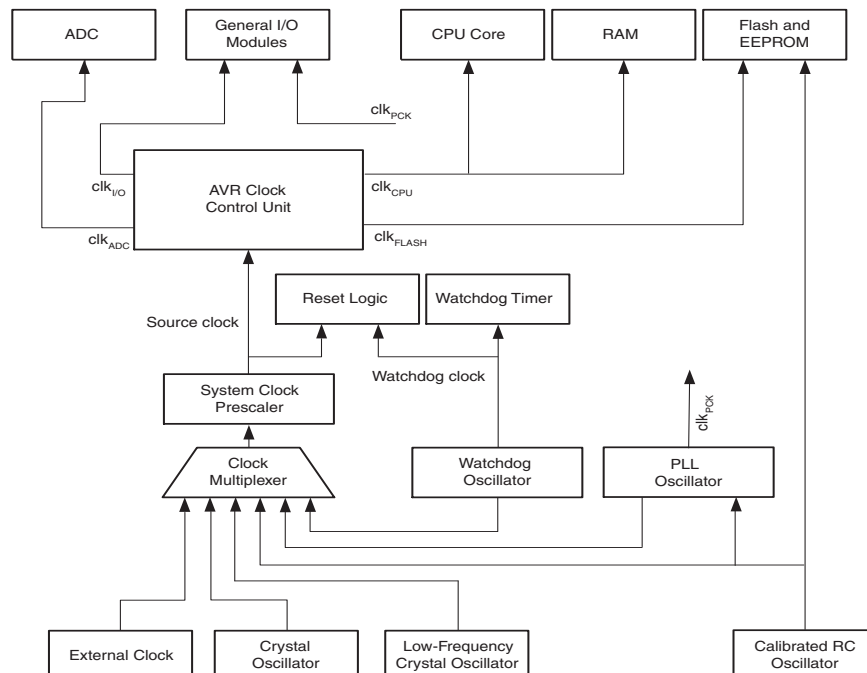 ADC
General I/O
Modules
CPU Core
RAM
Flash and
EEPROM
clkPCK
clkI/O
AVR Clock
Control Unit
clkCPU
clkADC
clkFLASH
Source clock
Reset Logic
Watchdog Timer
Watchdog clock
System Clock
Prescaler
clkPCK
Clock
Multiplexer
Watchdog
Oscillator
PLL
Oscillator
External Clock
Crystal
Oscillator
Low-Frequency
Crystal Oscillator
Calibrated RC
Oscillator